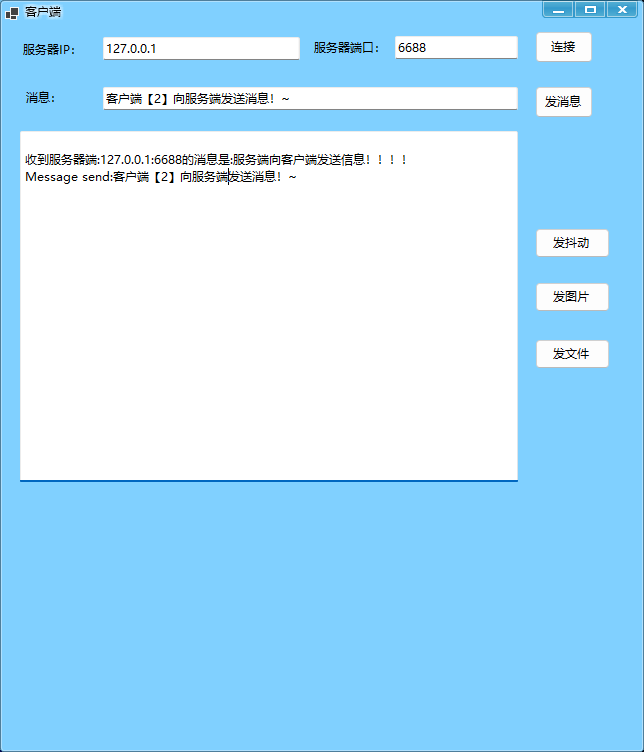 客户端
服务器IP: 127.0.0.1 服务器端口: 6688 连接
消息: 客户端【2】向服务端发送消息！~ 发消息
收到服务器端:127.0.0.1:6688的消息是:服务端向客户端发送信息！！！！
Message send:客户端【2】向服务端发送消息！~
发抖动
发图片
发文件